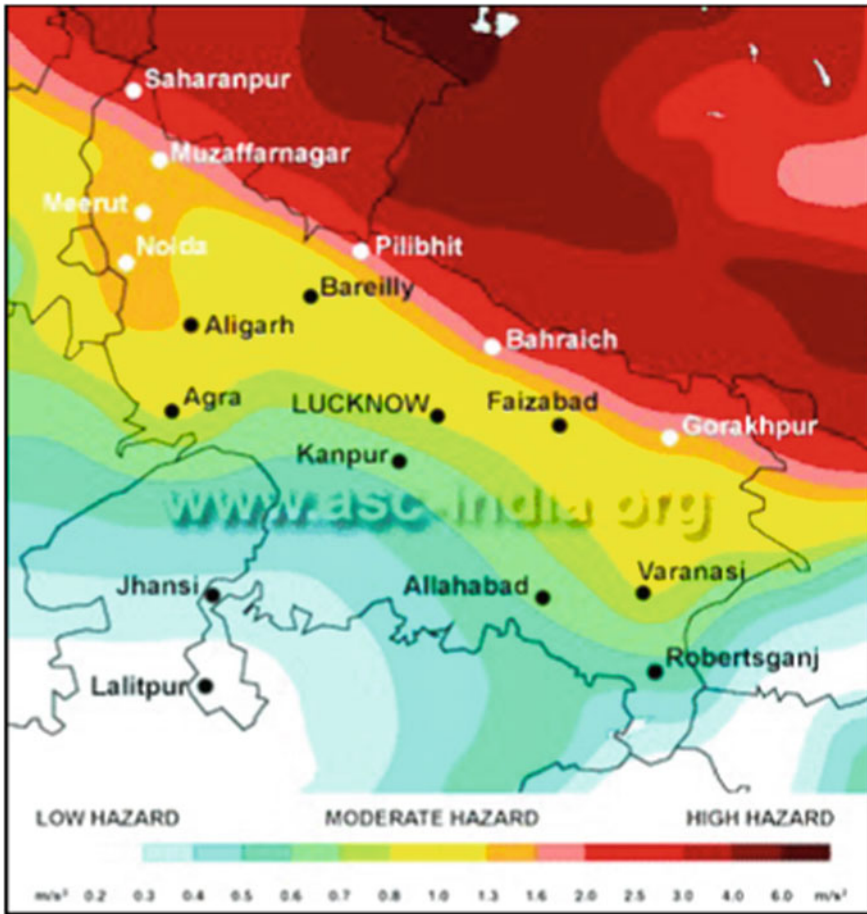 Saharanpur
Muzaffarnagar
Meerut
Noida
Pilibhit
Bareilly
Aligarh
Bahraich
Agra
LUCKNOW
Faizabad
Gorakhpur
Kanpur
www.asc-india.org
Jhansi
Allahabad
Varanasi
Robertsganj
Lalitpur
LOW HAZARD MODERATE HAZARD HIGH HAZARD
m/s² 0.2 0.3 0.4 0.5 0.6 0.7 0.8 1.0 1.3 1.6 2.0 2.5 3.0 4.0 6.0 m/s²